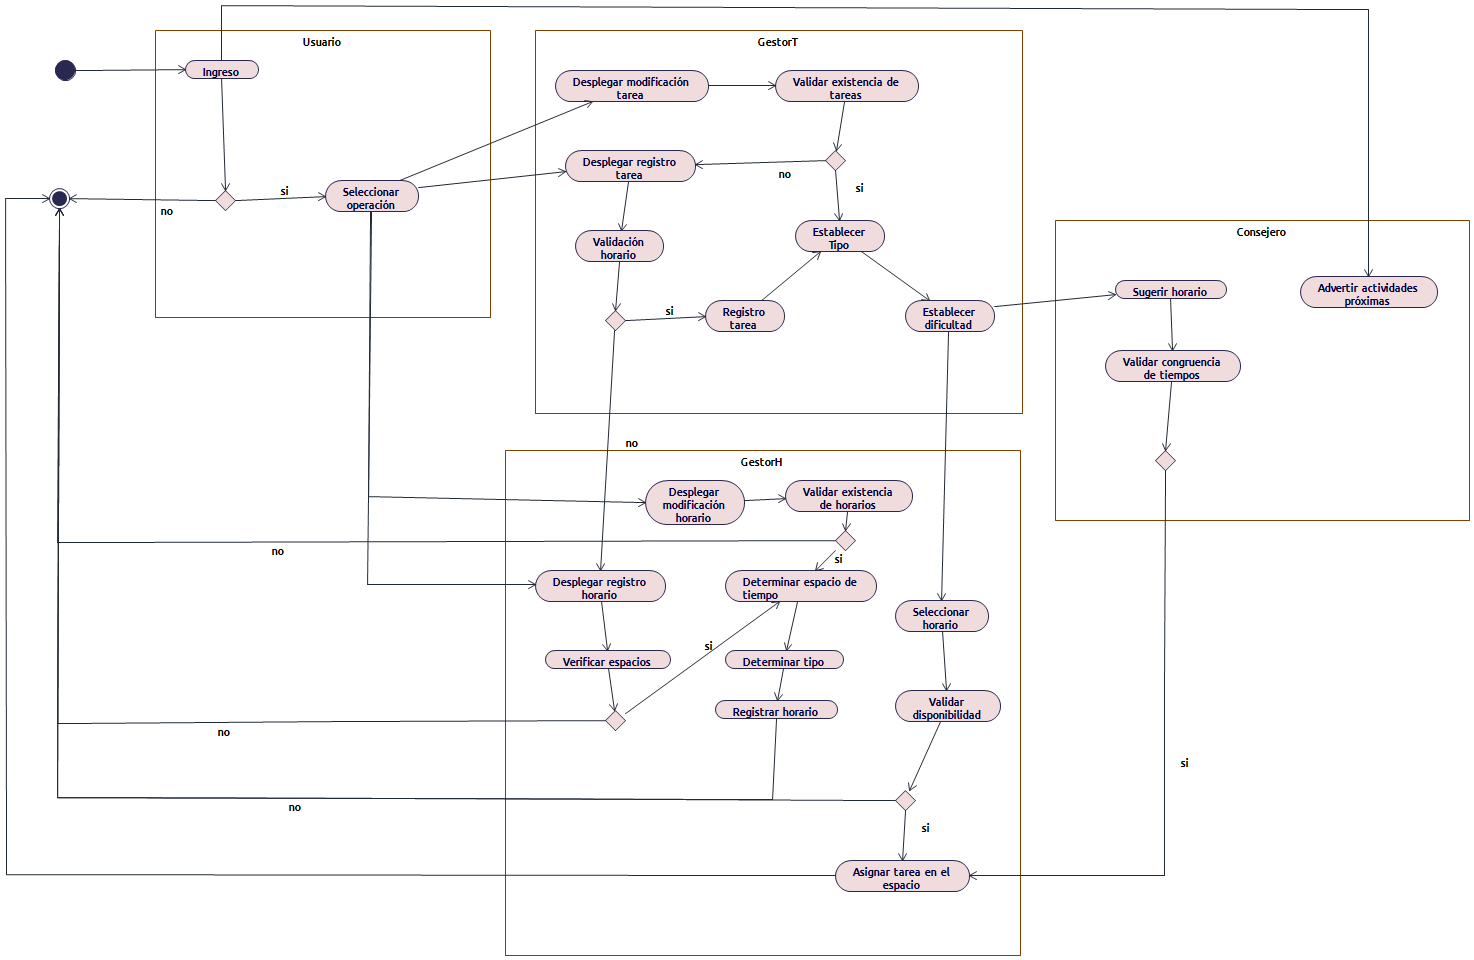 Usuario
Ingreso
si
no
Seleccionar
operación
GestorT
Desplegar modificación
tarea
Validar existencia de
tareas
Desplegar registro
tarea
no
si
Validación
horario
Establecer
Tipo
si
Registro
tarea
Establecer
dificultad
no
Consejero
Sugerir horario
Advertir actividades
próximas
Validar congruencia
de tiempos
si
GestorH
Desplegar
modificación
horario
Validar existencia
de horarios
no
si
Desplegar registro
horario
Determinar espacio de
tiempo
Seleccionar
horario
si
Verificar espacios
Determinar tipo
Registrar horario
Validar
disponibilidad
no
no
si
Asignar tarea en el
espacio